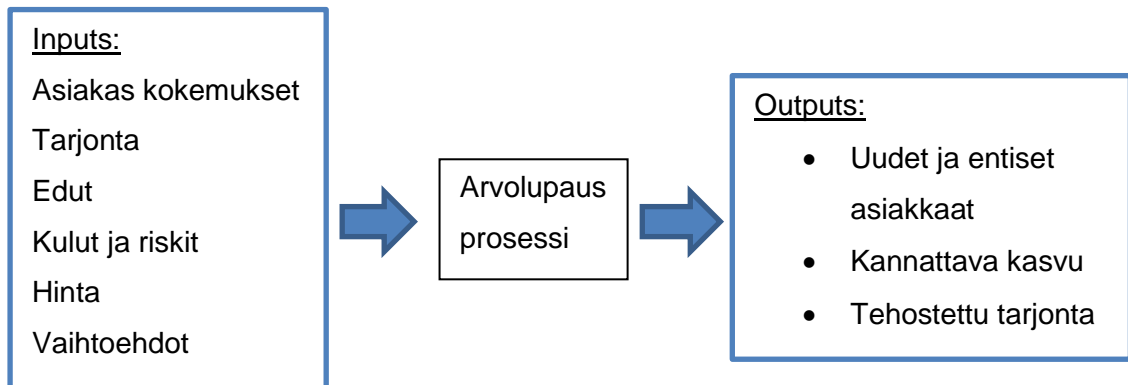 Inputs:
Asiakas kokemukset
Tarjonta
Edut
Kulut ja riskit
Hinta
Vaihtoehdot
Arvolupaus
prosessi
Outputs:
• Uudet ja entiset
asiakkaat
• Kannattava kasvu
• Tehostettu tarjonta